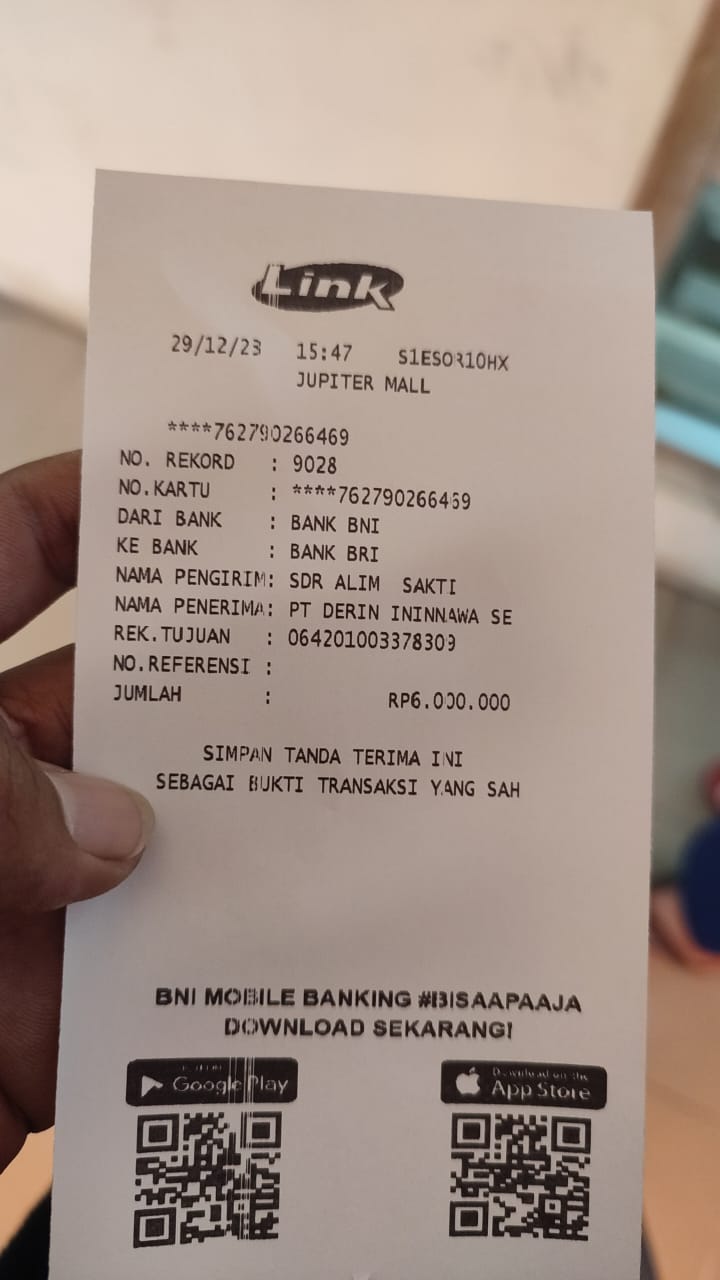 Link
29/12/23 15:47 S1ESOR10HX
JUPITER MALL
****762790266469
NO. REKORD : 9028
NO.KARTU : ****762790266469
DARI BANK : BANK BNI
KE BANK : BANK BRI
NAMA PENGIRIM: SDR ALIM SAKTI
NAMA PENERIMA: PT DERIN ININNAWA SE
REK.TUJUAN : 064201003378309
NO.REFERENSI :
JUMLAH : RP6.000.000
SIMPAN TANDA TERIMA INI
SEBAGAI BUKTI TRANSAKSI YANG SAH
BNI MOBILE BANKING #BISAAPAAJA
DOWNLOAD SEKARANG!
Google Play
Download on the
App Store